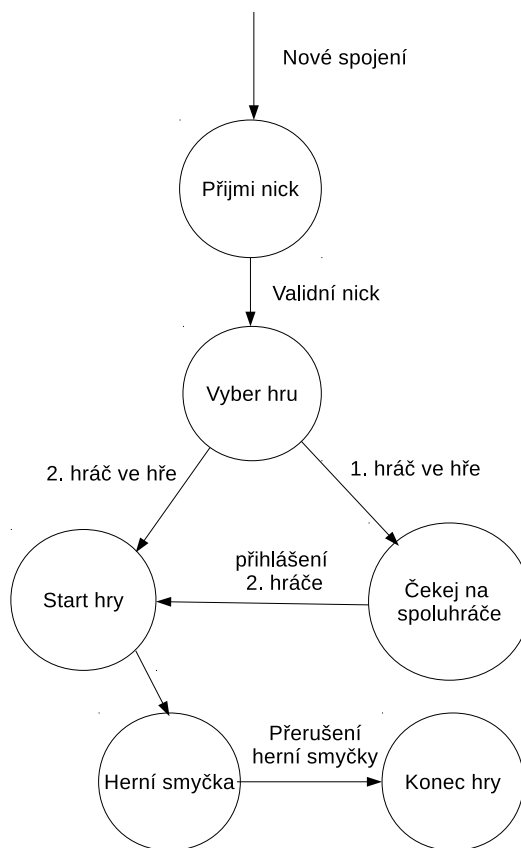 Nové spojení
Přijmi nick
Validní nick
Vyber hru
2. hráč ve hře
1. hráč ve hře
přihlášení
2. hráče
Start hry
Čekej na
spoluhráče
Přerušení
herní smyčky
Herní smyčka
Konec hry